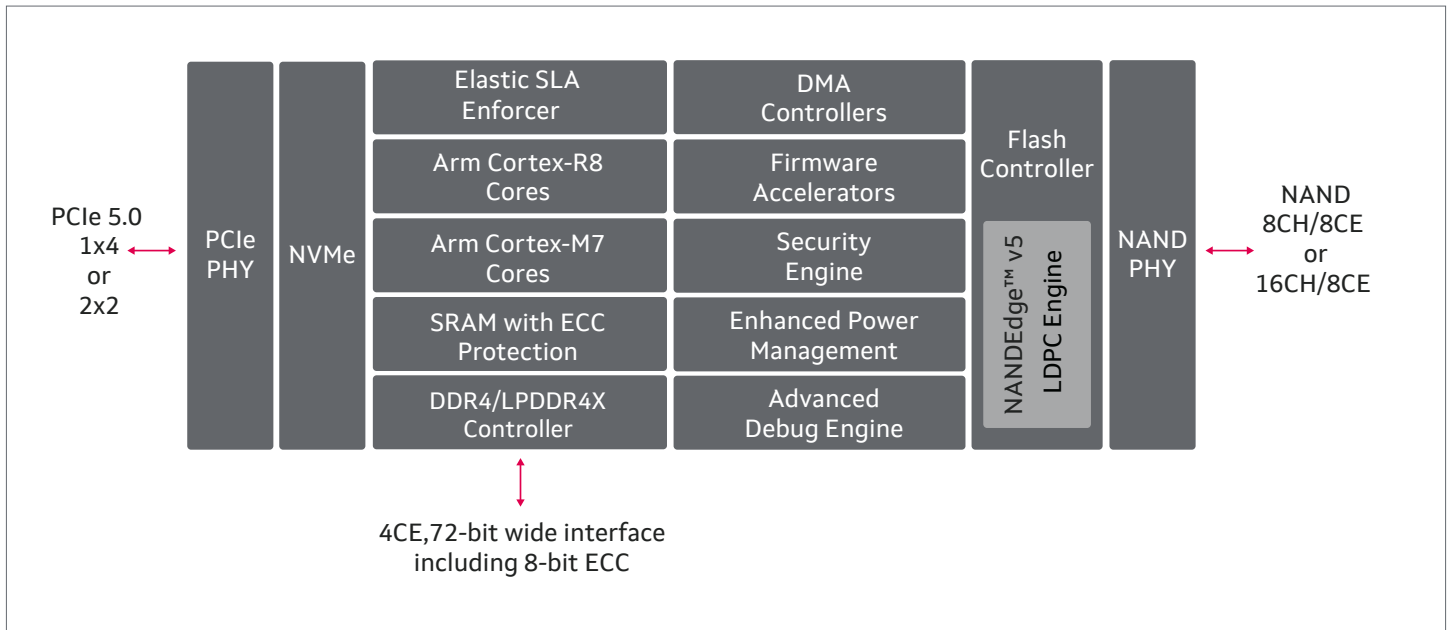 PCIe 5.0
1x4
or
2x2
PCIe
PHY
NVMe
Elastic SLA
Enforcer
Arm Cortex-R8
Cores
Arm Cortex-M7
Cores
SRAM with ECC
Protection
DDR4/LPDDR4X
Controller
DMA
Controllers
Firmware
Accelerators
Security
Engine
Enhanced Power
Management
Advanced
Debug Engine
Flash
Controller
NANDEdge™ v5
LDPC Engine
NAND
PHY
NAND
8CH/8CE
or
16CH/8CE
4CE,72-bit wide interface
including 8-bit ECC